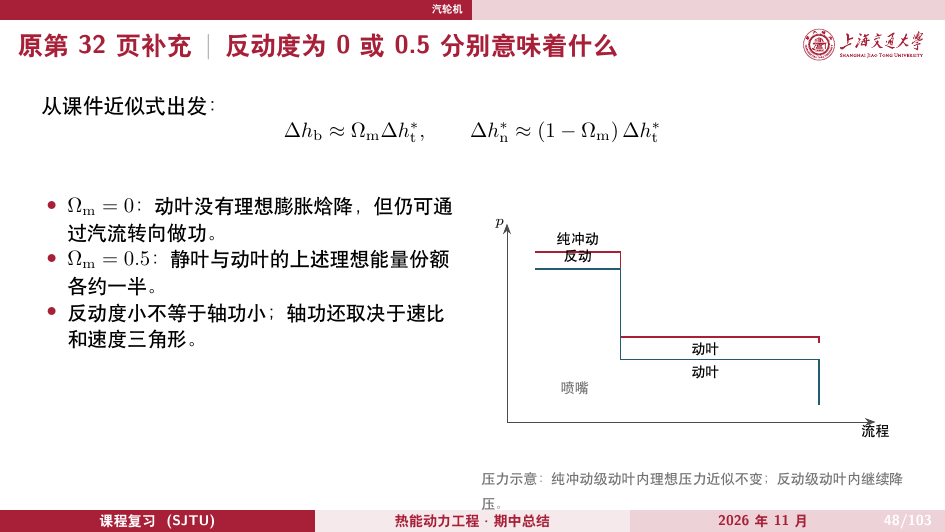 汽轮机
原第 32 页补充 | 反动度为 0 或 0.5 分别意味着什么
上海交通大学
SHANGHAI JIAO TONG UNIVERSITY
从课件近似式出发：
Δh_b ≈ Ω_mΔh_t^*,  Δh_n^* ≈ (1 − Ω_m) Δh_t^*
• Ω_m = 0：动叶没有理想膨胀焓降，但仍可通
过汽流转向做功。
• Ω_m = 0.5：静叶与动叶的上述理想能量份额
各约一半。
• 反动度小不等于轴功小；轴功还取决于速比
和速度三角形。
p
纯冲动
反动
动叶
动叶
喷嘴
流程
压力示意：纯冲动级动叶内理想压力近似不变；反动级动叶内继续降
压。
课程复习 (SJTU)
热能动力工程 · 期中总结
2026 年 11 月
48/103